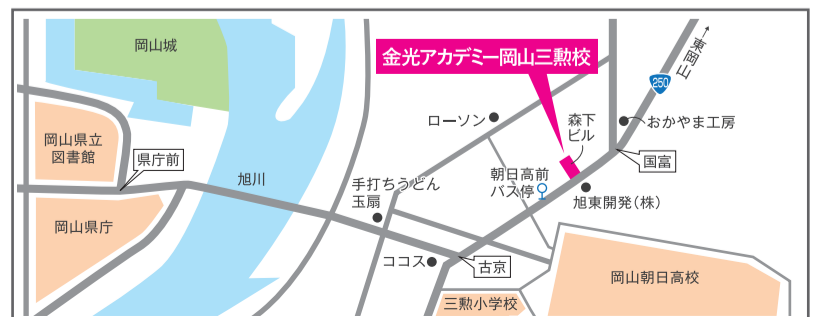 岡山城
金光アカデミー岡山三勲校
←東岡山
250
ローソン
森下
ビル
おかやま工房
岡山県立
図書館
県庁前
国富
朝日高前
バス停
旭川
手打ちうどん
玉扇
旭東開発（株）
岡山県庁
ココス
古京
岡山朝日高校
三勲小学校